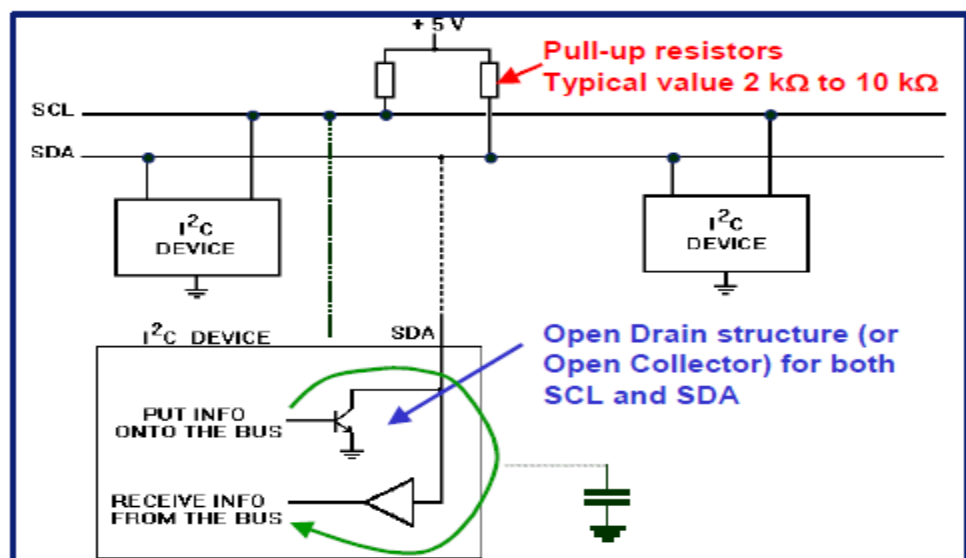 + 5 V
Pull-up resistors
Typical value 2 kΩ to 10 kΩ
SCL
SDA
I²C
DEVICE
I²C
DEVICE
I²C DEVICE
SDA
Open Drain structure (or
Open Collector) for both
SCL and SDA
PUT INFO
ONTO THE BUS
RECEIVE INFO
FROM THE BUS